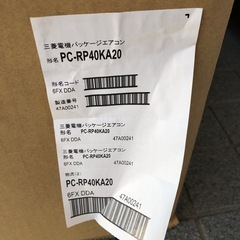 三菱電機パッケージエアコン
形名 PC-RP40KA20
形名コード
6FX DDA
製造番号
47A00241
三菱電機パッケージエアコン
形名 PC-RP40KA20
6FX DDA
47A00241
三菱電機パッケージエアコン
形名 PC-RP40KA20
6FX DDA
47A00241
PC-RP40KA20
6FX DDA
47A00241